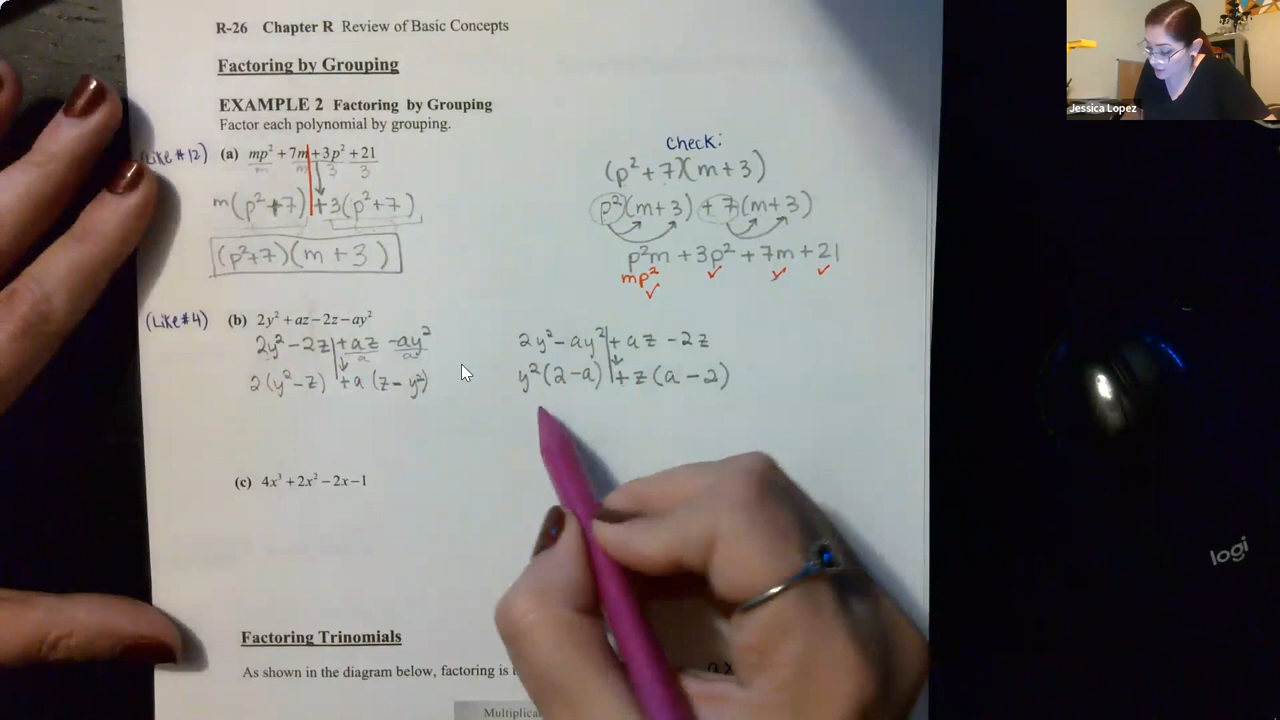 R-26 Chapter R Review of Basic Concepts
Factoring by Grouping
EXAMPLE 2 Factoring by Grouping
Factor each polynomial by grouping.
(Like #12) (a) mp² + 7m + 3p² + 21
m m 3 3
m(p² + 7) + 3(p² + 7)
(p² + 7)(m + 3)
Check:
(p² + 7)(m + 3)
p²(m + 3) + 7(m + 3)
p²m + 3p² + 7m + 21
mp²
(Like #4) (b) 2y² + az − 2z − ay²
2y² − 2z + az − ay²
a a
2(y² − z) + a(z − y²)
2y² − ay² + az − 2z
y²(2 − a) + z(a − 2)
(c) 4x³ + 2x² − 2x − 1
Factoring Trinomials
As shown in the diagram below, factoring is
Jessica Lopez
logi